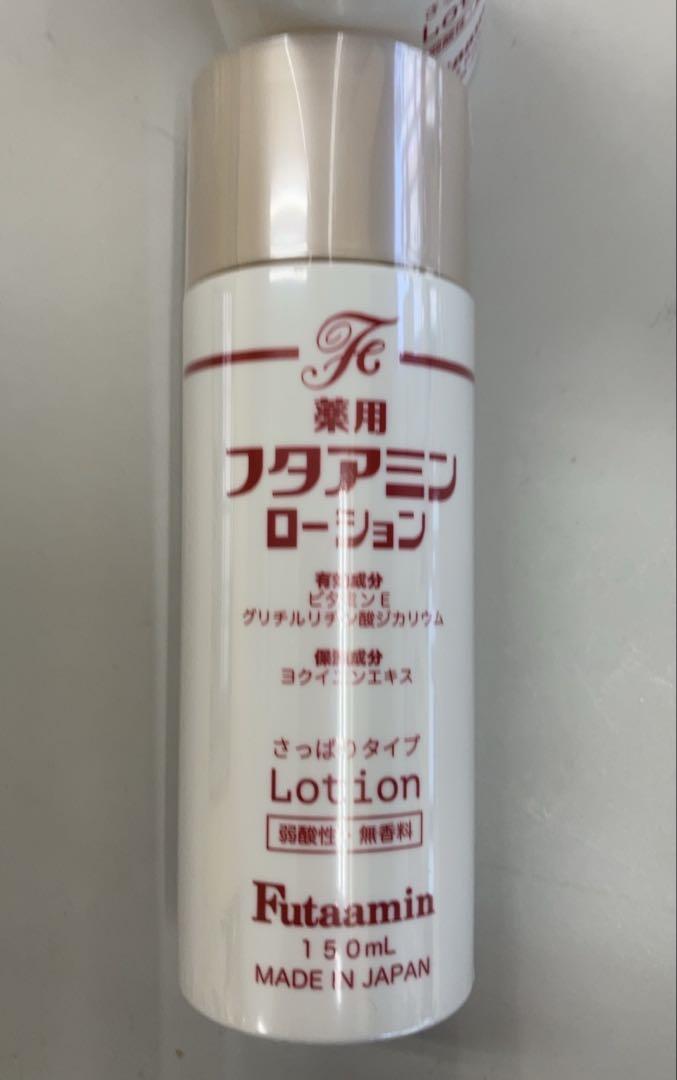 LOTION
Fe
薬用
フタアミン
ローション
有効成分
ビタミンE
グリチルリチン酸ジカリウム
保湿成分
ヨクイニンエキス
さっぱりタイプ
Lotion
弱酸性・無香料
Futaamin
150mL
MADE IN JAPAN